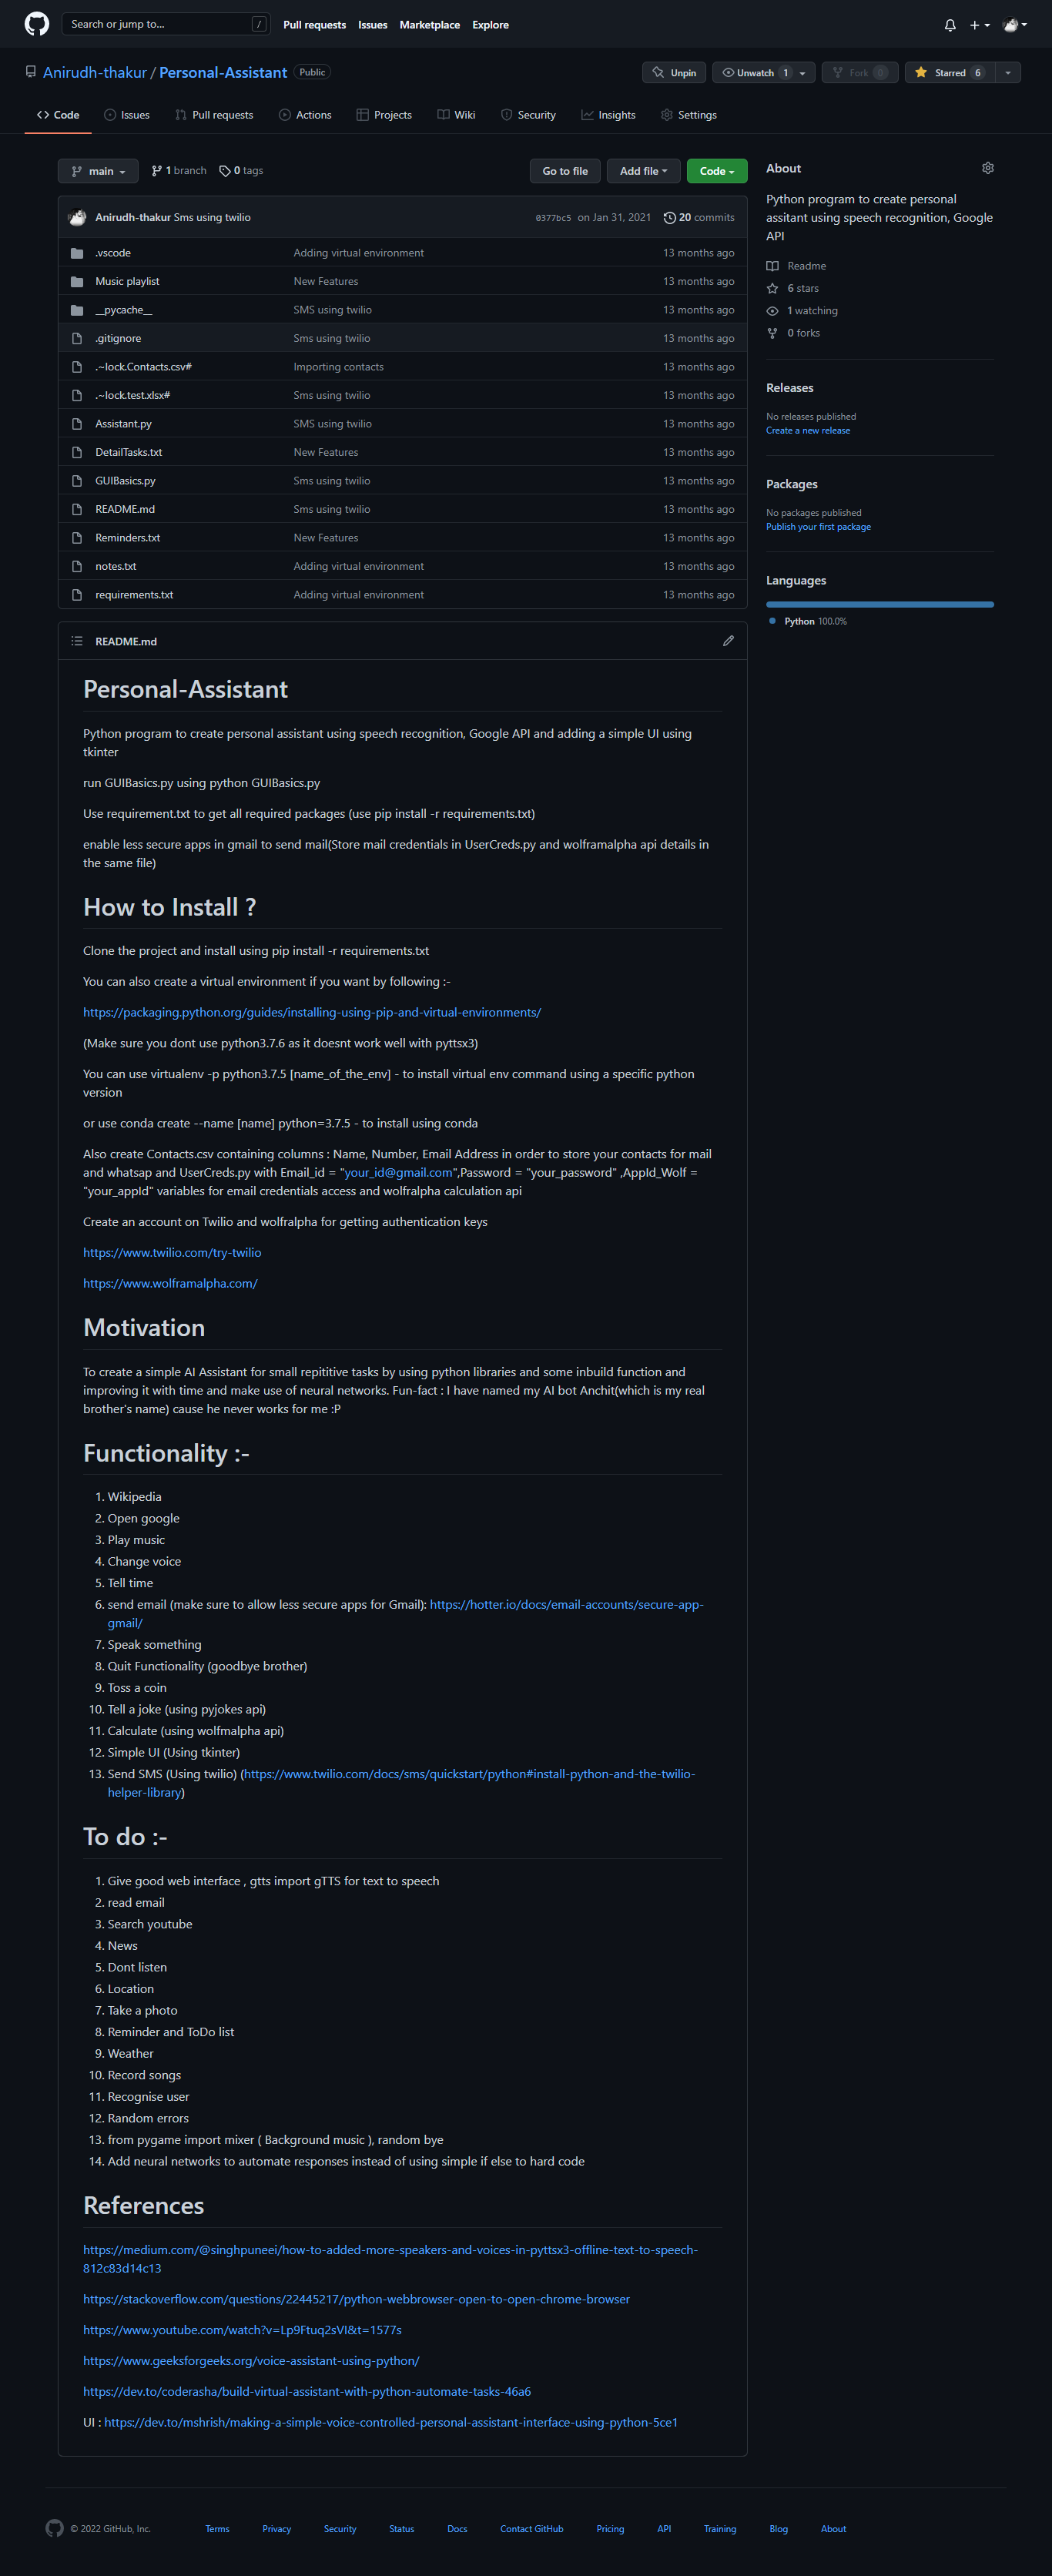 Search or jump to... /
Pull requests Issues Marketplace Explore
Anirudh-thakur / Personal-Assistant Public
Unpin Unwatch 1 Fork 0 Starred 6
Code Issues Pull requests Actions Projects Wiki Security Insights Settings
main 1 branch 0 tags Go to file Add file Code
Anirudh-thakur Sms using twilio 0377bc5 on Jan 31, 2021 20 commits
.vscode Adding virtual environment 13 months ago
Music playlist New Features 13 months ago
__pycache__ SMS using twilio 13 months ago
.gitignore Sms using twilio 13 months ago
.~lock.Contacts.csv# Importing contacts 13 months ago
.~lock.test.xlsx# Sms using twilio 13 months ago
Assistant.py SMS using twilio 13 months ago
DetailTasks.txt New Features 13 months ago
GUIBasics.py Sms using twilio 13 months ago
README.md Sms using twilio 13 months ago
Reminders.txt New Features 13 months ago
notes.txt Adding virtual environment 13 months ago
requirements.txt Adding virtual environment 13 months ago
About
Python program to create personal
assitant using speech recognition, Google
API
Readme
6 stars
1 watching
0 forks
Releases
No releases published
Create a new release
Packages
No packages published
Publish your first package
Languages
Python 100.0%
README.md
Personal-Assistant
Python program to create personal assistant using speech recognition, Google API and adding a simple UI using
tkinter
run GUIBasics.py using python GUIBasics.py
Use requirement.txt to get all required packages (use pip install -r requirements.txt)
enable less secure apps in gmail to send mail(Store mail credentials in UserCreds.py and wolframalpha api details in
the same file)
How to Install ?
Clone the project and install using pip install -r requirements.txt
You can also create a virtual environment if you want by following :-
https://packaging.python.org/guides/installing-using-pip-and-virtual-environments/
(Make sure you dont use python3.7.6 as it doesnt work well with pyttsx3)
You can use virtualenv -p python3.7.5 [name_of_the_env] - to install virtual env command using a specific python
version
or use conda create --name [name] python=3.7.5 - to install using conda
Also create Contacts.csv containing columns : Name, Number, Email Address in order to store your contacts for mail
and whatsap and UserCreds.py with Email_id = "your_id@gmail.com",Password = "your_password" ,AppId_Wolf =
"your_appId" variables for email credentials access and wolfralpha calculation api
Create an account on Twilio and wolfralpha for getting authentication keys
https://www.twilio.com/try-twilio
https://www.wolframalpha.com/
Motivation
To create a simple AI Assistant for small repititive tasks by using python libraries and some inbuild function and
improving it with time and make use of neural networks. Fun-fact : I have named my AI bot Anchit(which is my real
brother's name) cause he never works for me :P
Functionality :-
1. Wikipedia
2. Open google
3. Play music
4. Change voice
5. Tell time
6. send email (make sure to allow less secure apps for Gmail): https://hotter.io/docs/email-accounts/secure-app-
gmail/
7. Speak something
8. Quit Functionality (goodbye brother)
9. Toss a coin
10. Tell a joke (using pyjokes api)
11. Calculate (using wolfmalpha api)
12. Simple UI (Using tkinter)
13. Send SMS (Using twilio) (https://www.twilio.com/docs/sms/quickstart/python#install-python-and-the-twilio-
helper-library)
To do :-
1. Give good web interface , gtts import gTTS for text to speech
2. read email
3. Search youtube
4. News
5. Dont listen
6. Location
7. Take a photo
8. Reminder and ToDo list
9. Weather
10. Record songs
11. Recognise user
12. Random errors
13. from pygame import mixer ( Background music ), random bye
14. Add neural networks to automate responses instead of using simple if else to hard code
References
https://medium.com/@singhpuneei/how-to-added-more-speakers-and-voices-in-pyttsx3-offline-text-to-speech-
812c83d14c13
https://stackoverflow.com/questions/22445217/python-webbrowser-open-to-open-chrome-browser
https://www.youtube.com/watch?v=Lp9Ftuq2sVI&t=1577s
https://www.geeksforgeeks.org/voice-assistant-using-python/
https://dev.to/coderasha/build-virtual-assistant-with-python-automate-tasks-46a6
UI : https://dev.to/mshrish/making-a-simple-voice-controlled-personal-assistant-interface-using-python-5ce1
© 2022 GitHub, Inc. Terms Privacy Security Status Docs Contact GitHub Pricing API Training Blog About